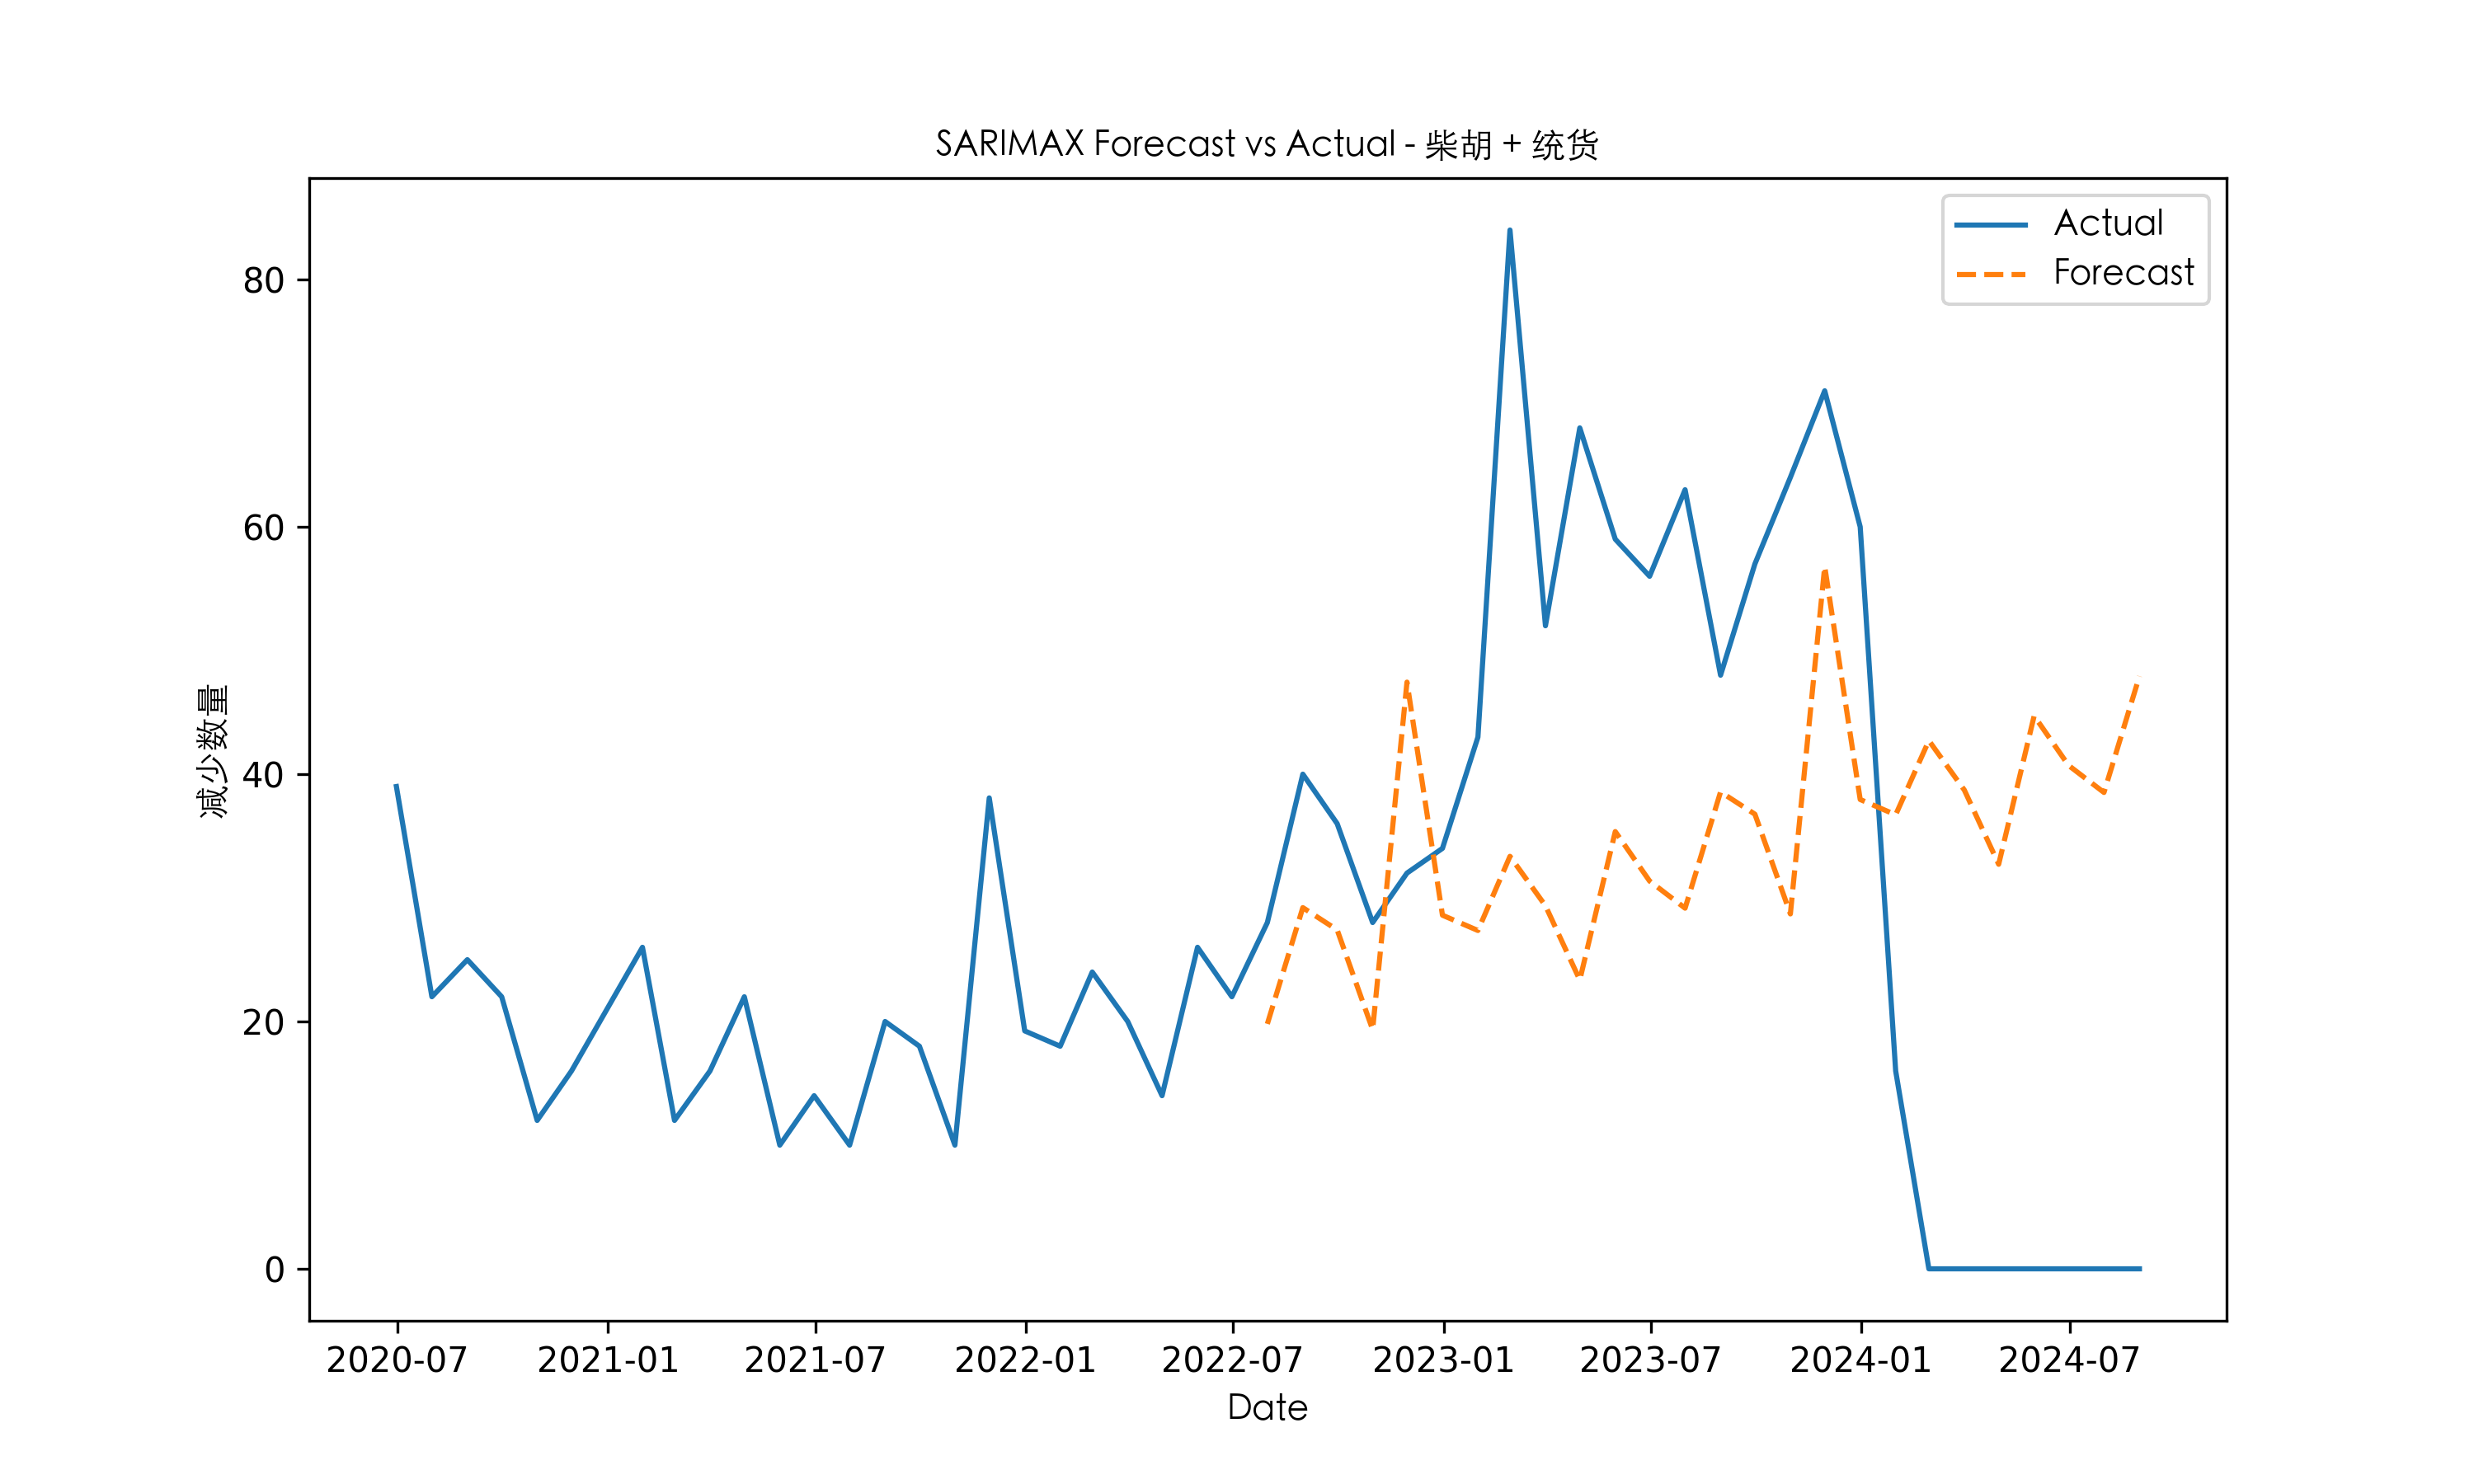 SARIMAX Forecast vs Actual - 柴胡 + 统货
Actual
Forecast
减少数量
80
60
40
20
0
2020-07 2021-01 2021-07 2022-01 2022-07 2023-01 2023-07 2024-01 2024-07
Date